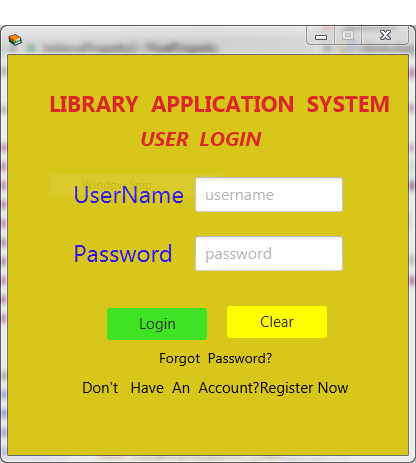 LIBRARY APPLICATION SYSTEM
USER LOGIN
UserName username
Password password
Login Clear
Forgot Password?
Don't Have An Account?Register Now